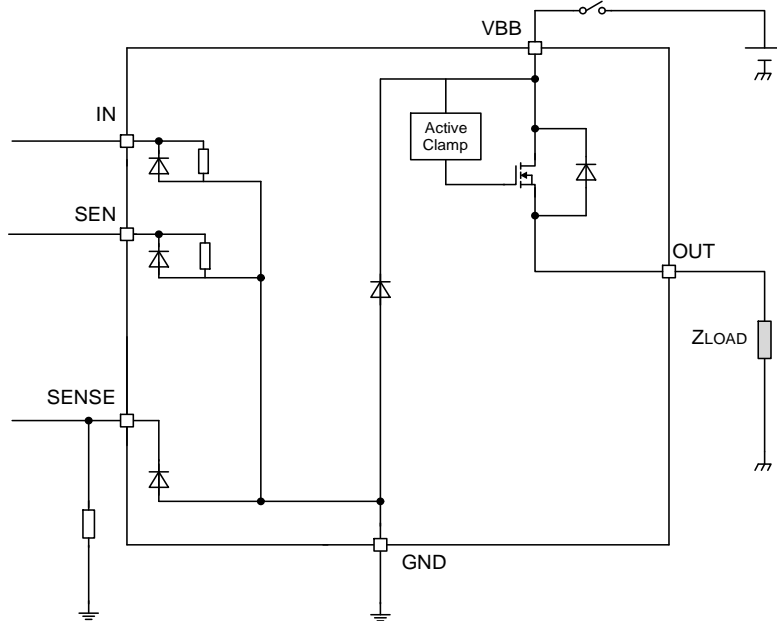 VBB
IN
Active
Clamp
SEN
OUT
ZLOAD
SENSE
GND